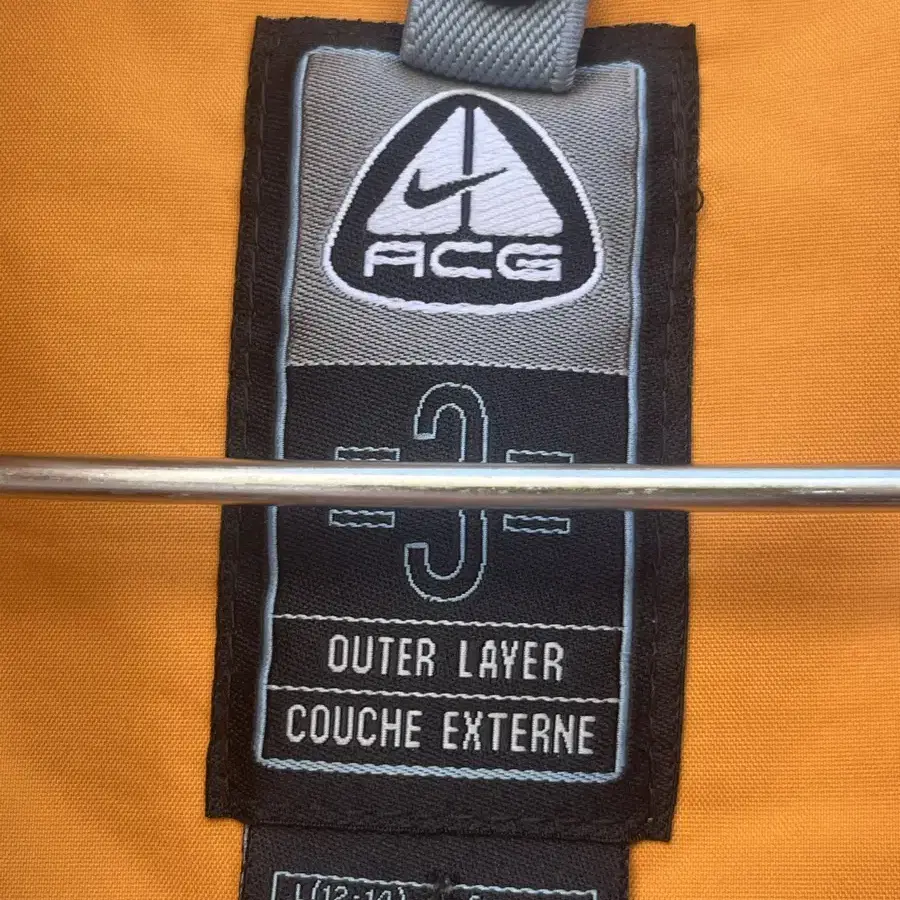 ACG
3
OUTER LAYER
COUCHE EXTERNE
L(12-14)